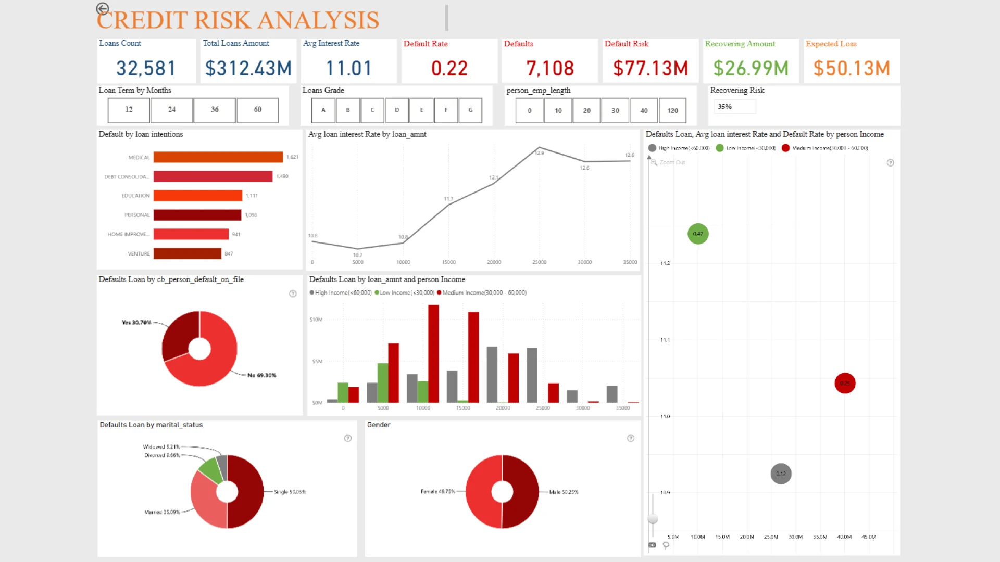 CREDIT RISK ANALYSIS
Loans Count
32,581
Total Loans Amount
$312.43M
Avg Interest Rate
11.01
Default Rate
0.22
Defaults
7,108
Default Risk
$77.13M
Recovering Amount
$26.99M
Expected Loss
$50.13M
Loan Term by Months
12 24 36 60
Loans Grade
A B C D E F G
person_emp_length
0 10 20 30 40 120
Recovering Risk
35%
Default by loan intentions
MEDICAL 1,621
DEBT CONSOLIDA... 1,490
EDUCATION 1,111
PERSONAL 1,098
HOME IMPROVE... 941
VENTURE 847
Avg loan interest Rate by loan_amnt
10.8 10.7 10.8 11.7 12.1 12.9 12.6 12.6
0 5000 10000 15000 20000 25000 30000 35000
Defaults Loan, Avg loan interest Rate and Default Rate by person Income
High Income(<60,000) Low Income(<30,000) Medium Income(30,000 - 60,000)
Zoom Out
0.47
11.2
11.1
0.25
11.0
0.12
10.9
5.0M 10.0M 15.0M 20.0M 25.0M 30.0M 35.0M 40.0M 45.0M
Defaults Loan by cb_person_default_on_file
Yes 30.70%
No 69.30%
Defaults Loan by loan_amnt and person Income
High Income(<60,000) Low Income(<30,000) Medium Income(30,000 - 60,000)
$10M
$5M
$0M
0 5000 10000 15000 20000 25000 30000 35000
Defaults Loan by marital_status
Widowed 5.21%
Divorced 9.66%
Single 50.05%
Married 35.09%
Gender
Female 49.75%
Male 50.25%